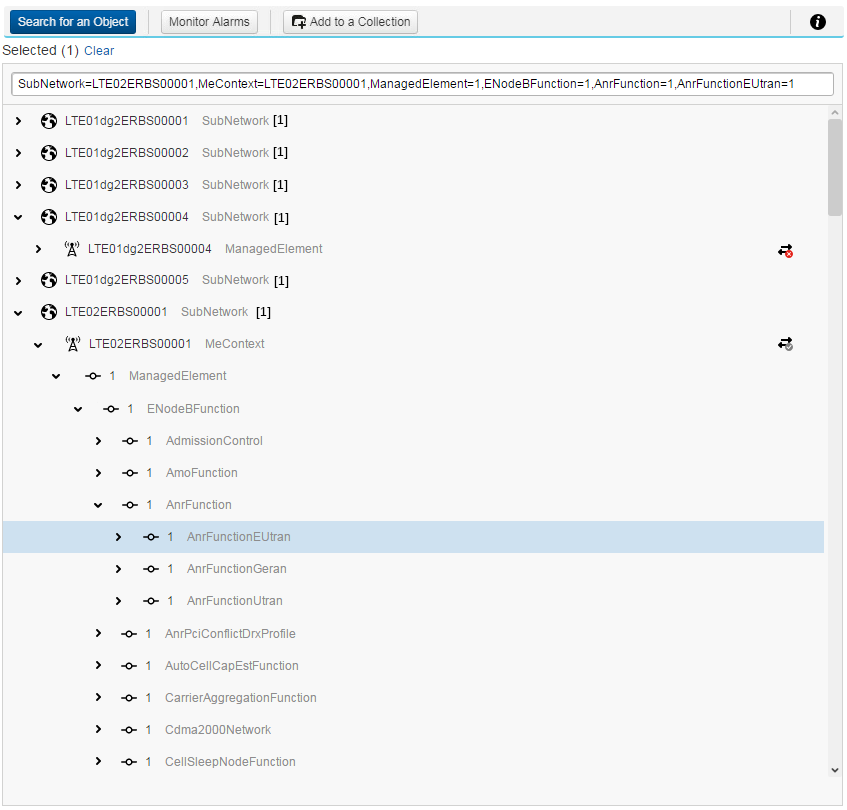 Search for an Object Monitor Alarms Add to a Collection
Selected (1) Clear
SubNetwork=LTE02ERBS00001,MeContext=LTE02ERBS00001,ManagedElement=1,ENodeBFunction=1,AnrFunction=1,AnrFunctionEUtran=1
LTE01dg2ERBS00001 SubNetwork [1]
LTE01dg2ERBS00002 SubNetwork [1]
LTE01dg2ERBS00003 SubNetwork [1]
LTE01dg2ERBS00004 SubNetwork [1]
LTE01dg2ERBS00004 ManagedElement
LTE01dg2ERBS00005 SubNetwork [1]
LTE02ERBS00001 SubNetwork [1]
LTE02ERBS00001 MeContext
1 ManagedElement
1 ENodeBFunction
1 AdmissionControl
1 AmoFunction
1 AnrFunction
1 AnrFunctionEUtran
1 AnrFunctionGeran
1 AnrFunctionUtran
1 AnrPciConflictDrxProfile
1 AutoCellCapEstFunction
1 CarrierAggregationFunction
1 Cdma2000Network
1 CellSleepNodeFunction